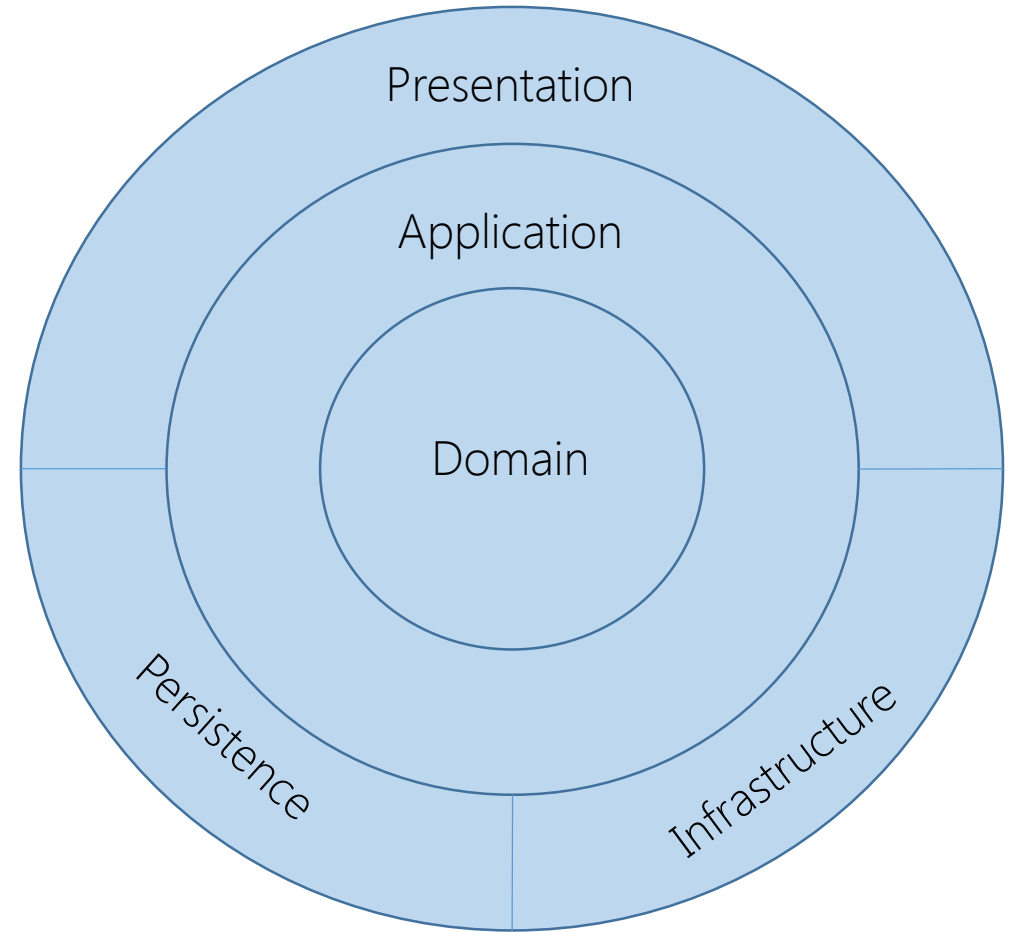 Presentation
Application
Domain
Persistence
Infrastructure